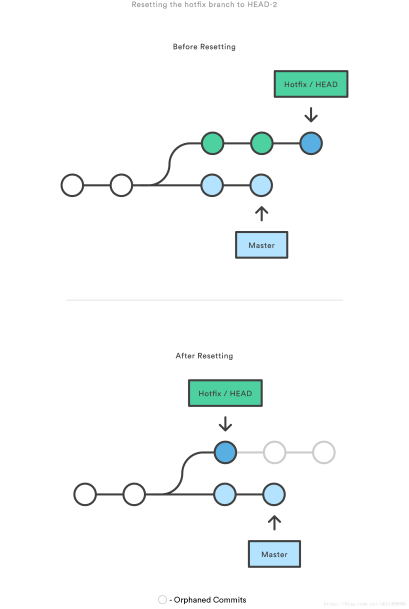 Resetting the hotfix branch to HEAD-2
Before Resetting
Hotfix / HEAD
Master
After Resetting
Hotfix / HEAD
Master
- Orphaned Commits